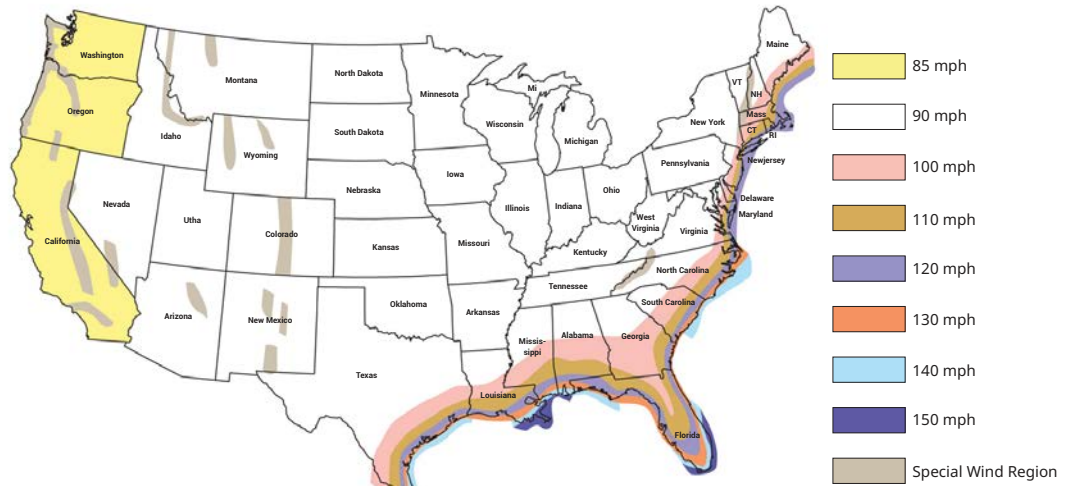 Washington
Montana
North Dakota
Minnesota
Maine
VT
NH
Mass
CT
RI
New York
Oregon
Idaho
Wyoming
South Dakota
Wisconsin
Mi
Michigan
Pennsylvania
Newjersey
Nebraska
Iowa
Illinois
Indiana
Ohio
Delaware
Maryland
Nevada
Utha
Colorado
Kansas
Missouri
West
Virginia
Virginia
Kentucky
California
Arizona
New Mexico
Oklahoma
Arkansas
Tennessee
North Carolina
South Carolina
Texas
Louisiana
Missis-
sippi
Alabama
Georgia
Florida
85 mph
90 mph
100 mph
110 mph
120 mph
130 mph
140 mph
150 mph
Special Wind Region